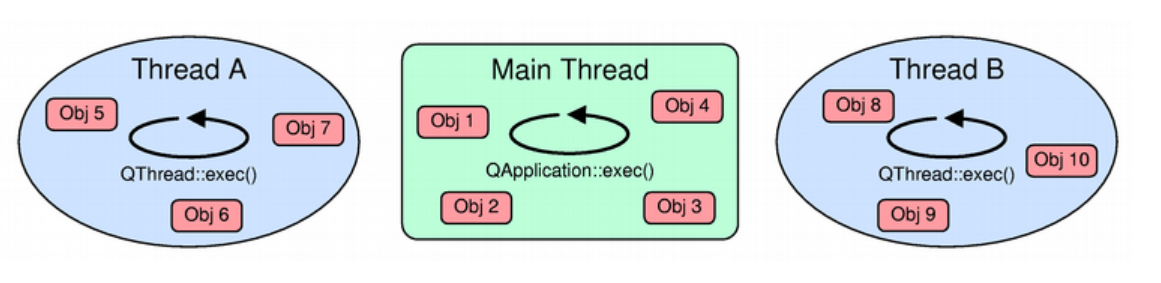 Thread A
Obj 5
Obj 7
QThread::exec()
Obj 6
Main Thread
Obj 1
Obj 4
QApplication::exec()
Obj 2
Obj 3
Thread B
Obj 8
Obj 10
QThread::exec()
Obj 9